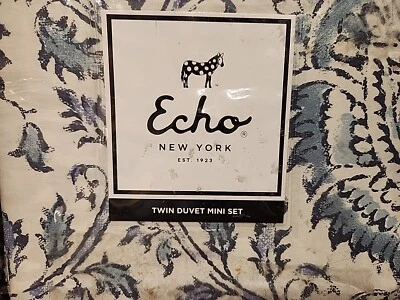 Echo®
NEW YORK
EST. 1923
TWIN DUVET MINI SET